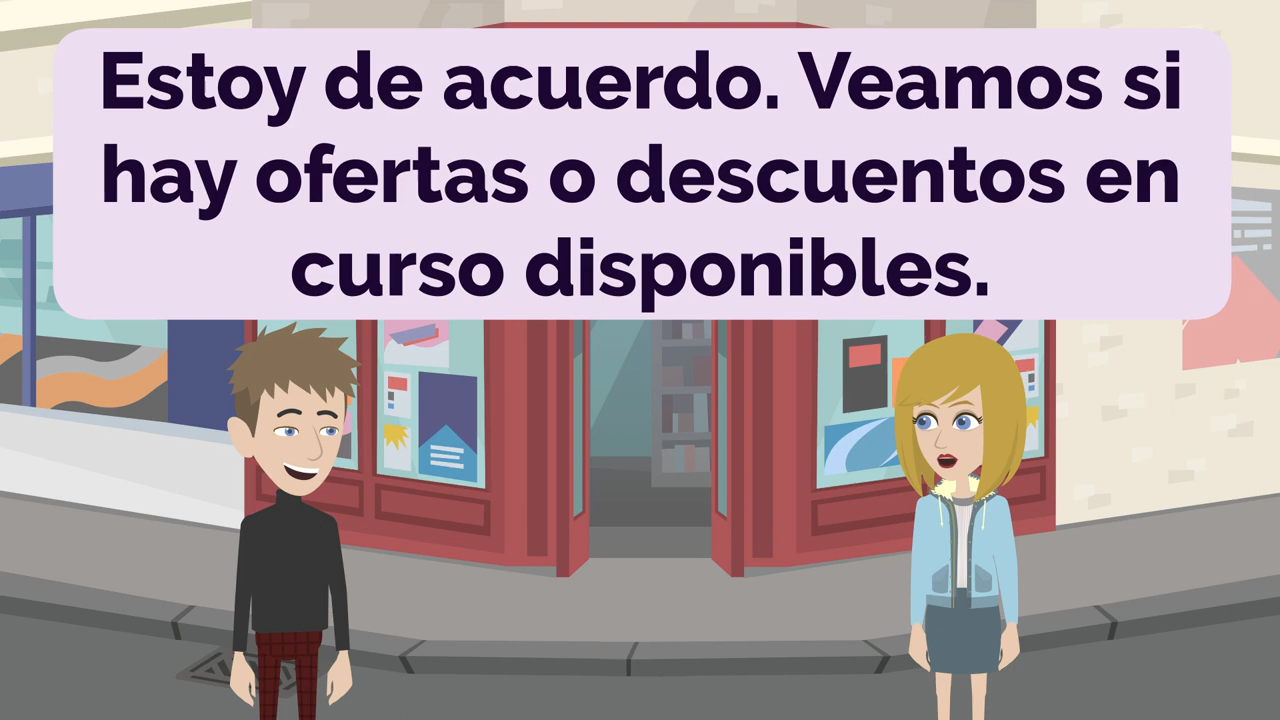 Estoy de acuerdo. Veamos si
hay ofertas o descuentos en
curso disponibles.